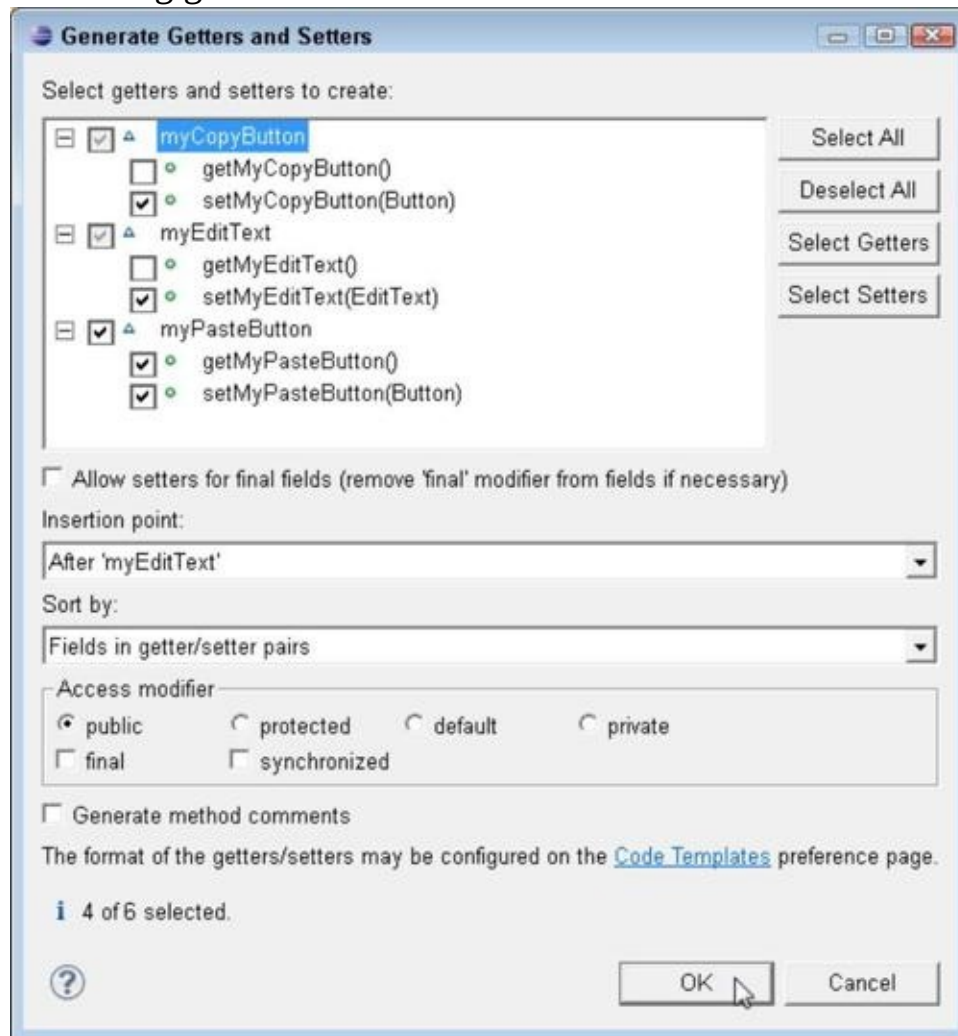 Generate Getters and Setters
Select getters and setters to create:
myCopyButton
getMyCopyButton()
setMyCopyButton(Button)
myEditText
getMyEditText()
setMyEditText(EditText)
myPasteButton
getMyPasteButton()
setMyPasteButton(Button)
Select All
Deselect All
Select Getters
Select Setters
Allow setters for final fields (remove 'final' modifier from fields if necessary)
Insertion point:
After 'myEditText'
Sort by:
Fields in getter/setter pairs
Access modifier
public protected default private
final synchronized
Generate method comments
The format of the getters/setters may be configured on the Code Templates preference page.
i 4 of 6 selected.
? OK Cancel